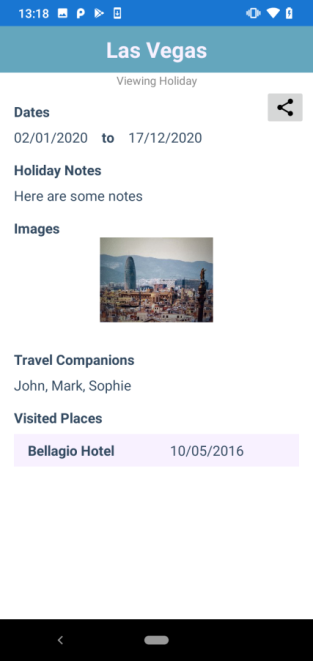 13:18
Las Vegas
Viewing Holiday
Dates
02/01/2020 to 17/12/2020
Holiday Notes
Here are some notes
Images
Travel Companions
John, Mark, Sophie
Visited Places
Bellagio Hotel 10/05/2016